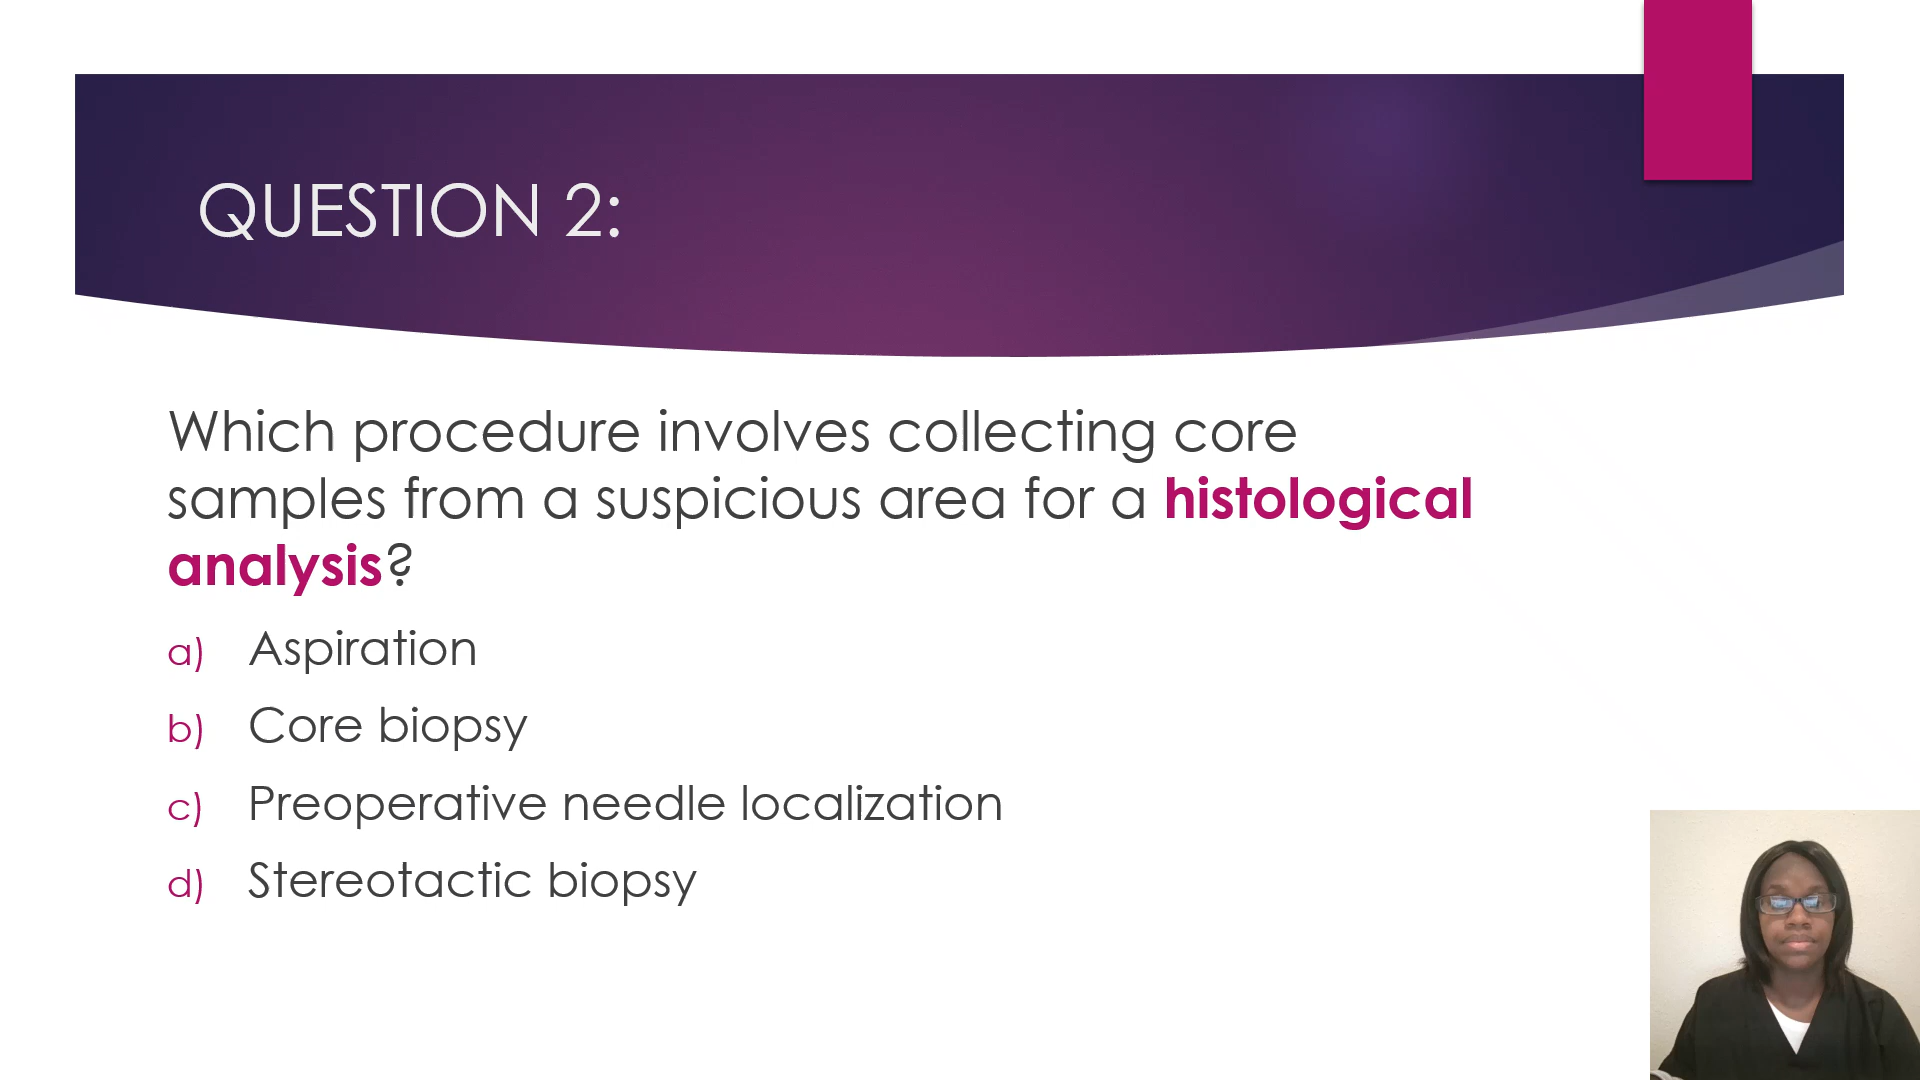 QUESTION 2:
Which procedure involves collecting core
samples from a suspicious area for a histological
analysis?
a) Aspiration
b) Core biopsy
c) Preoperative needle localization
d) Stereotactic biopsy